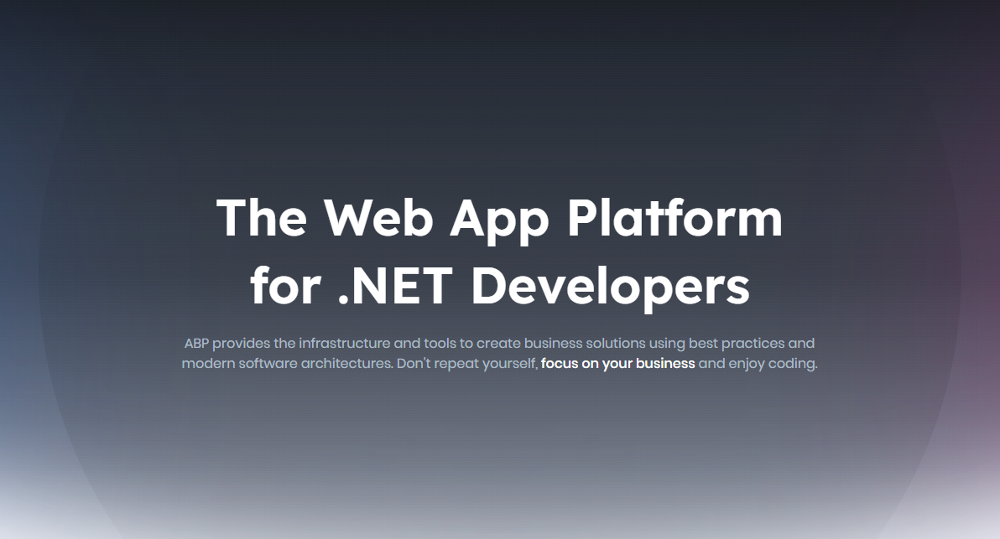 The Web App Platform
for .NET Developers
ABP provides the infrastructure and tools to create business solutions using best practices and
modern software architectures. Don't repeat yourself, focus on your business and enjoy coding.